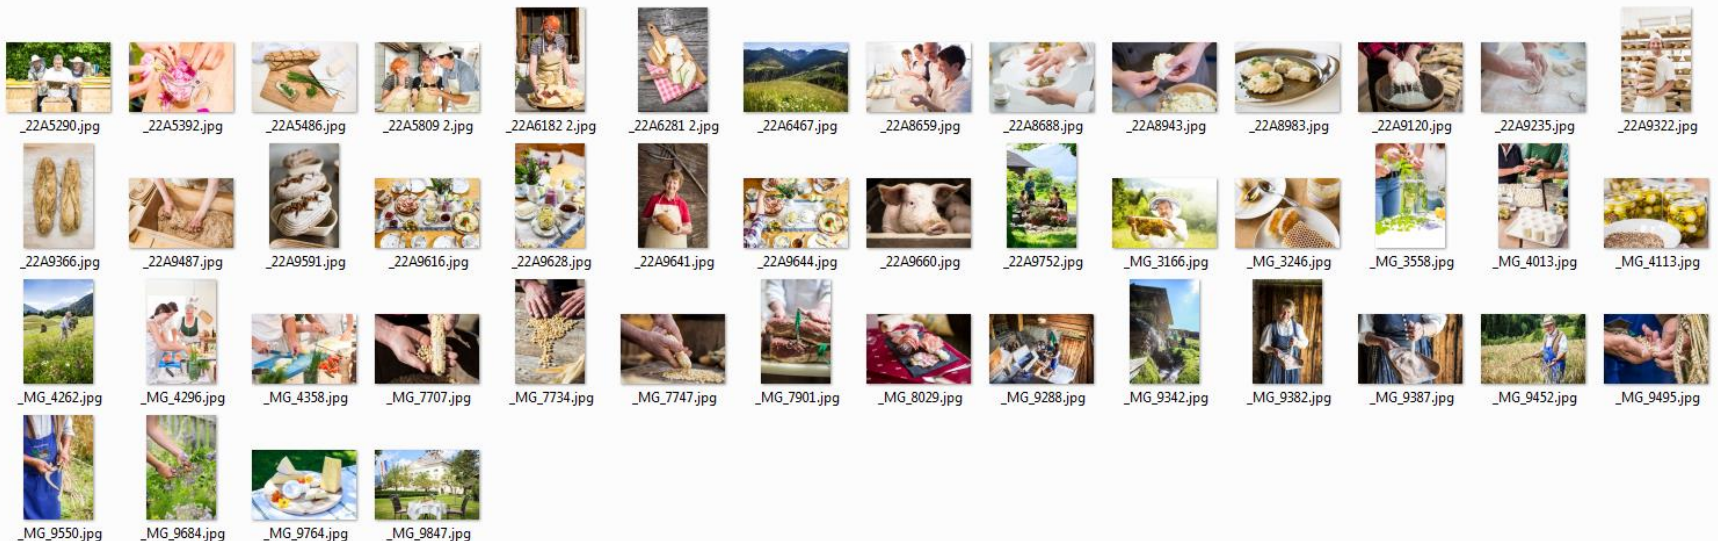 _22A5290.jpg _22A5392.jpg _22A5486.jpg _22A5809 2.jpg _22A6182 2.jpg _22A6281 2.jpg _22A6467.jpg _22A8659.jpg _22A8688.jpg _22A8943.jpg _22A8983.jpg _22A9120.jpg _22A9235.jpg _22A9322.jpg
_22A9366.jpg _22A9487.jpg _22A9591.jpg _22A9616.jpg _22A9628.jpg _22A9641.jpg _22A9644.jpg _22A9660.jpg _22A9752.jpg _MG_3166.jpg _MG_3246.jpg _MG_3558.jpg _MG_4013.jpg _MG_4113.jpg
_MG_4262.jpg _MG_4296.jpg _MG_4358.jpg _MG_7707.jpg _MG_7734.jpg _MG_7747.jpg _MG_7901.jpg _MG_8029.jpg _MG_9288.jpg _MG_9342.jpg _MG_9382.jpg _MG_9387.jpg _MG_9452.jpg _MG_9495.jpg
_MG_9550.jpg _MG_9684.jpg _MG_9764.jpg _MG_9847.jpg